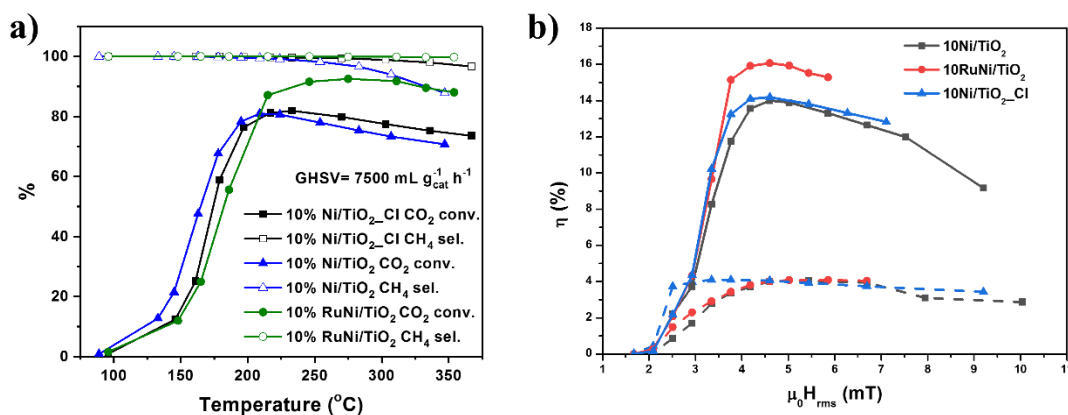 a)
100
80
60
40
20
0
%
100 150 200 250 300 350
Temperature (°C)
GHSV= 7500 mL g⁻¹cat h⁻¹
10% Ni/TiO₂_Cl CO₂ conv.
10% Ni/TiO₂_Cl CH₄ sel.
10% Ni/TiO₂ CO₂ conv.
10% Ni/TiO₂ CH₄ sel.
10% RuNi/TiO₂ CO₂ conv.
10% RuNi/TiO₂ CH₄ sel.
b)
18
16
14
12
10
8
6
4
2
0
η (%)
1 2 3 4 5 6 7 8 9 10 11
μ₀Hrms (mT)
10Ni/TiO₂
10RuNi/TiO₂
10Ni/TiO₂_Cl